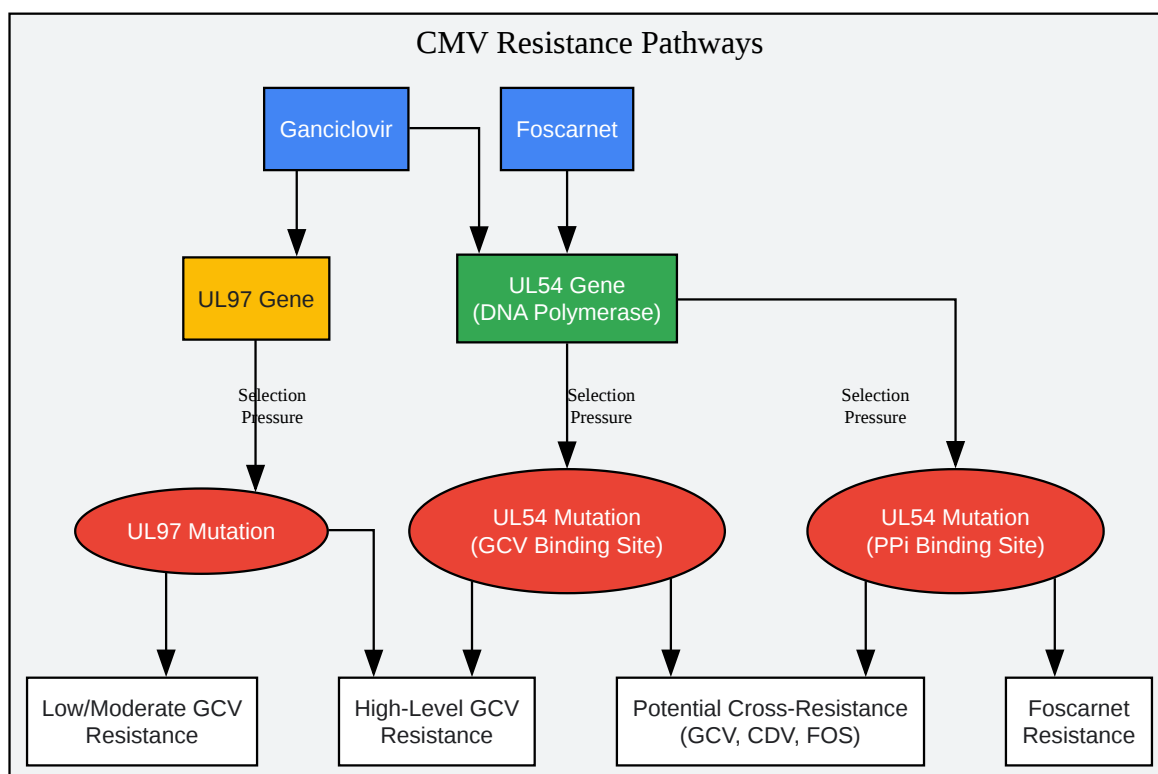 CMV Resistance Pathways
Ganciclovir
Foscarnet
UL97 Gene
UL54 Gene
(DNA Polymerase)
Selection
Pressure
Selection
Pressure
Selection
Pressure
UL97 Mutation
UL54 Mutation
(GCV Binding Site)
UL54 Mutation
(PPi Binding Site)
Low/Moderate GCV
Resistance
High-Level GCV
Resistance
Potential Cross-Resistance
(GCV, CDV, FOS)
Foscarnet
Resistance